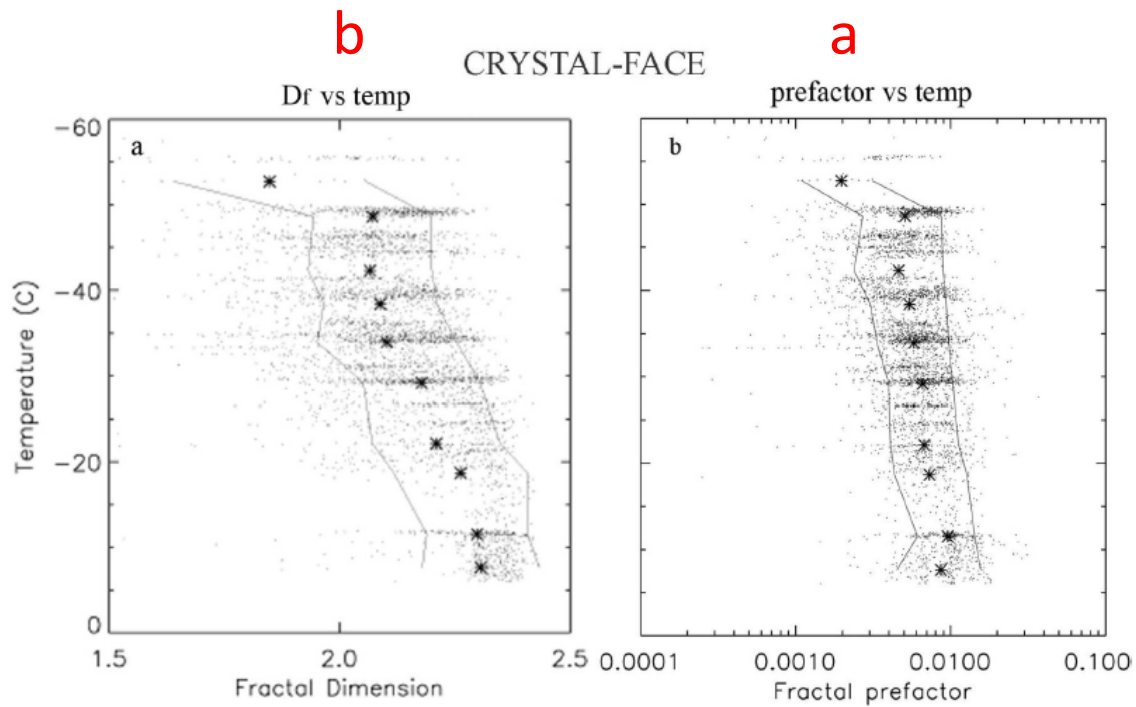 b
a
CRYSTAL-FACE
Df vs temp
prefactor vs temp
a
b
-60
-40
-20
0
Temperature (C)
1.5
2.0
2.5
0.0001
0.0010
0.0100
0.100
Fractal Dimension
Fractal prefactor